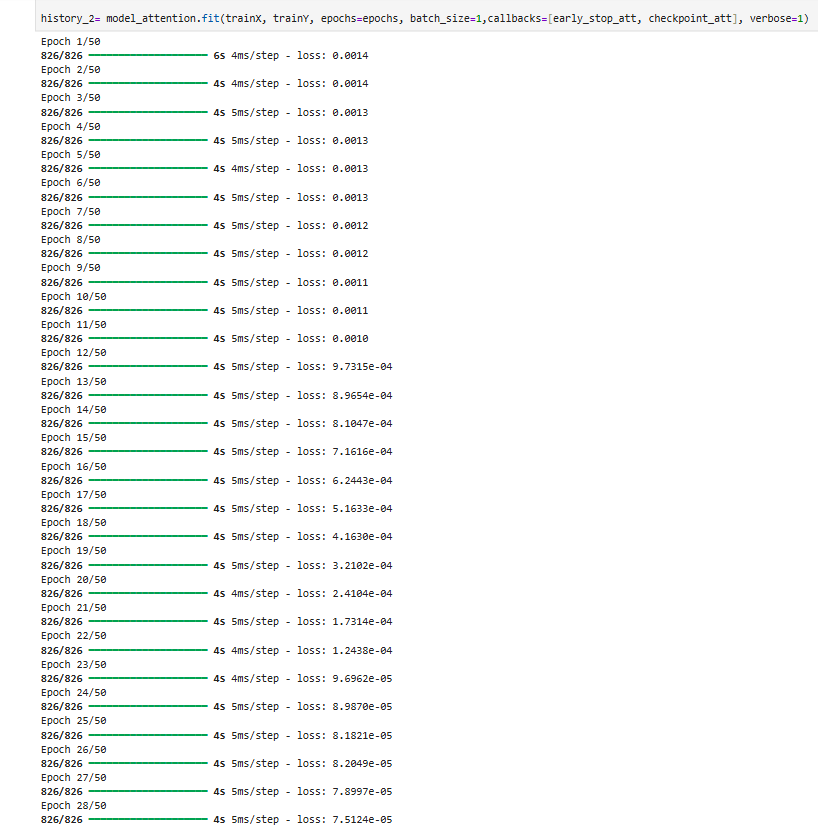 history_2= model_attention.fit(trainX, trainY, epochs=epochs, batch_size=1,callbacks=[early_stop_att, checkpoint_att], verbose=1)
Epoch 1/50
826/826 6s 4ms/step - loss: 0.0014
Epoch 2/50
826/826 4s 4ms/step - loss: 0.0014
Epoch 3/50
826/826 4s 5ms/step - loss: 0.0013
Epoch 4/50
826/826 4s 5ms/step - loss: 0.0013
Epoch 5/50
826/826 4s 4ms/step - loss: 0.0013
Epoch 6/50
826/826 4s 5ms/step - loss: 0.0013
Epoch 7/50
826/826 4s 5ms/step - loss: 0.0012
Epoch 8/50
826/826 4s 5ms/step - loss: 0.0012
Epoch 9/50
826/826 4s 5ms/step - loss: 0.0011
Epoch 10/50
826/826 4s 5ms/step - loss: 0.0011
Epoch 11/50
826/826 4s 5ms/step - loss: 0.0010
Epoch 12/50
826/826 4s 5ms/step - loss: 9.7315e-04
Epoch 13/50
826/826 4s 5ms/step - loss: 8.9654e-04
Epoch 14/50
826/826 4s 5ms/step - loss: 8.1047e-04
Epoch 15/50
826/826 4s 5ms/step - loss: 7.1616e-04
Epoch 16/50
826/826 4s 5ms/step - loss: 6.2443e-04
Epoch 17/50
826/826 4s 5ms/step - loss: 5.1633e-04
Epoch 18/50
826/826 4s 5ms/step - loss: 4.1630e-04
Epoch 19/50
826/826 4s 5ms/step - loss: 3.2102e-04
Epoch 20/50
826/826 4s 4ms/step - loss: 2.4104e-04
Epoch 21/50
826/826 4s 5ms/step - loss: 1.7314e-04
Epoch 22/50
826/826 4s 4ms/step - loss: 1.2438e-04
Epoch 23/50
826/826 4s 4ms/step - loss: 9.6962e-05
Epoch 24/50
826/826 4s 5ms/step - loss: 8.9870e-05
Epoch 25/50
826/826 4s 5ms/step - loss: 8.1821e-05
Epoch 26/50
826/826 4s 5ms/step - loss: 8.2049e-05
Epoch 27/50
826/826 4s 5ms/step - loss: 7.8997e-05
Epoch 28/50
826/826 4s 5ms/step - loss: 7.5124e-05